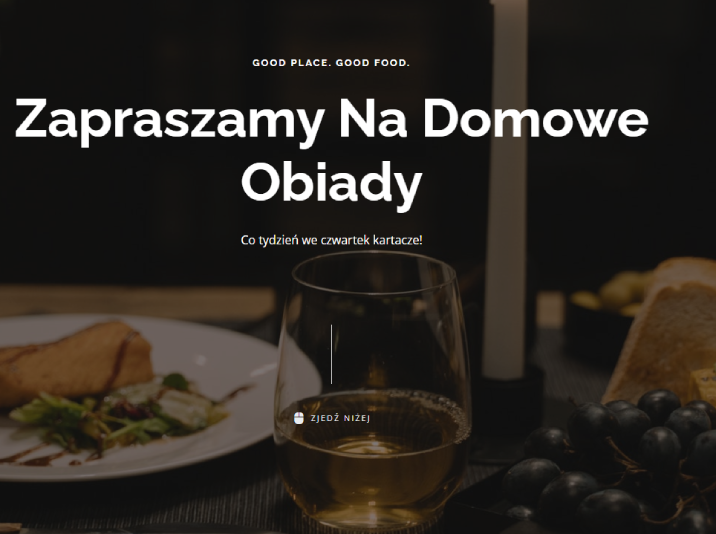 GOOD PLACE. GOOD FOOD.
Zapraszamy Na Domowe
Obiady
Co tydzień we czwartek kartacze!
ZJEDŹ NIŻEJ